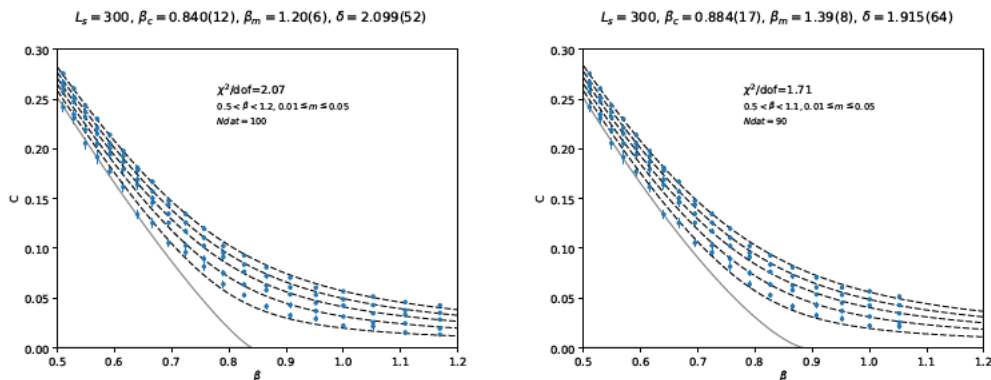 L_s = 300, β_c = 0.840(12), β_m = 1.20(6), δ = 2.099(52)
0.30
0.25
0.20
0.15
0.10
0.05
0.00
C
χ²/dof=2.07
0.5 < β < 1.2, 0.01 ≤ m ≤ 0.05
Ndat = 100
0.5 0.6 0.7 0.8 0.9 1.0 1.1 1.2
β
L_s = 300, β_c = 0.884(17), β_m = 1.39(8), δ = 1.915(64)
0.30
0.25
0.20
0.15
0.10
0.05
0.00
C
χ²/dof=1.71
0.5 < β < 1.1, 0.01 ≤ m ≤ 0.05
Ndat = 90
0.5 0.6 0.7 0.8 0.9 1.0 1.1 1.2
β